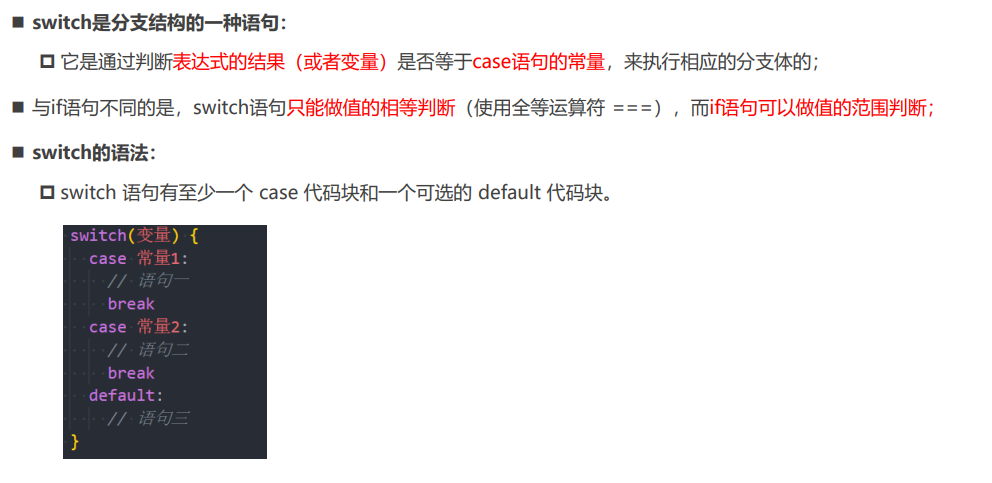 switch是分支结构的一种语句：
它是通过判断表达式的结果（或者变量）是否等于case语句的常量，来执行相应的分支体的；
与if语句不同的是，switch语句只能做值的相等判断（使用全等运算符 ===），而if语句可以做值的范围判断；
switch的语法：
switch 语句有至少一个 case 代码块和一个可选的 default 代码块。
switch(变量) {
case 常量1:
// 语句一
break
case 常量2:
// 语句二
break
default:
// 语句三
}